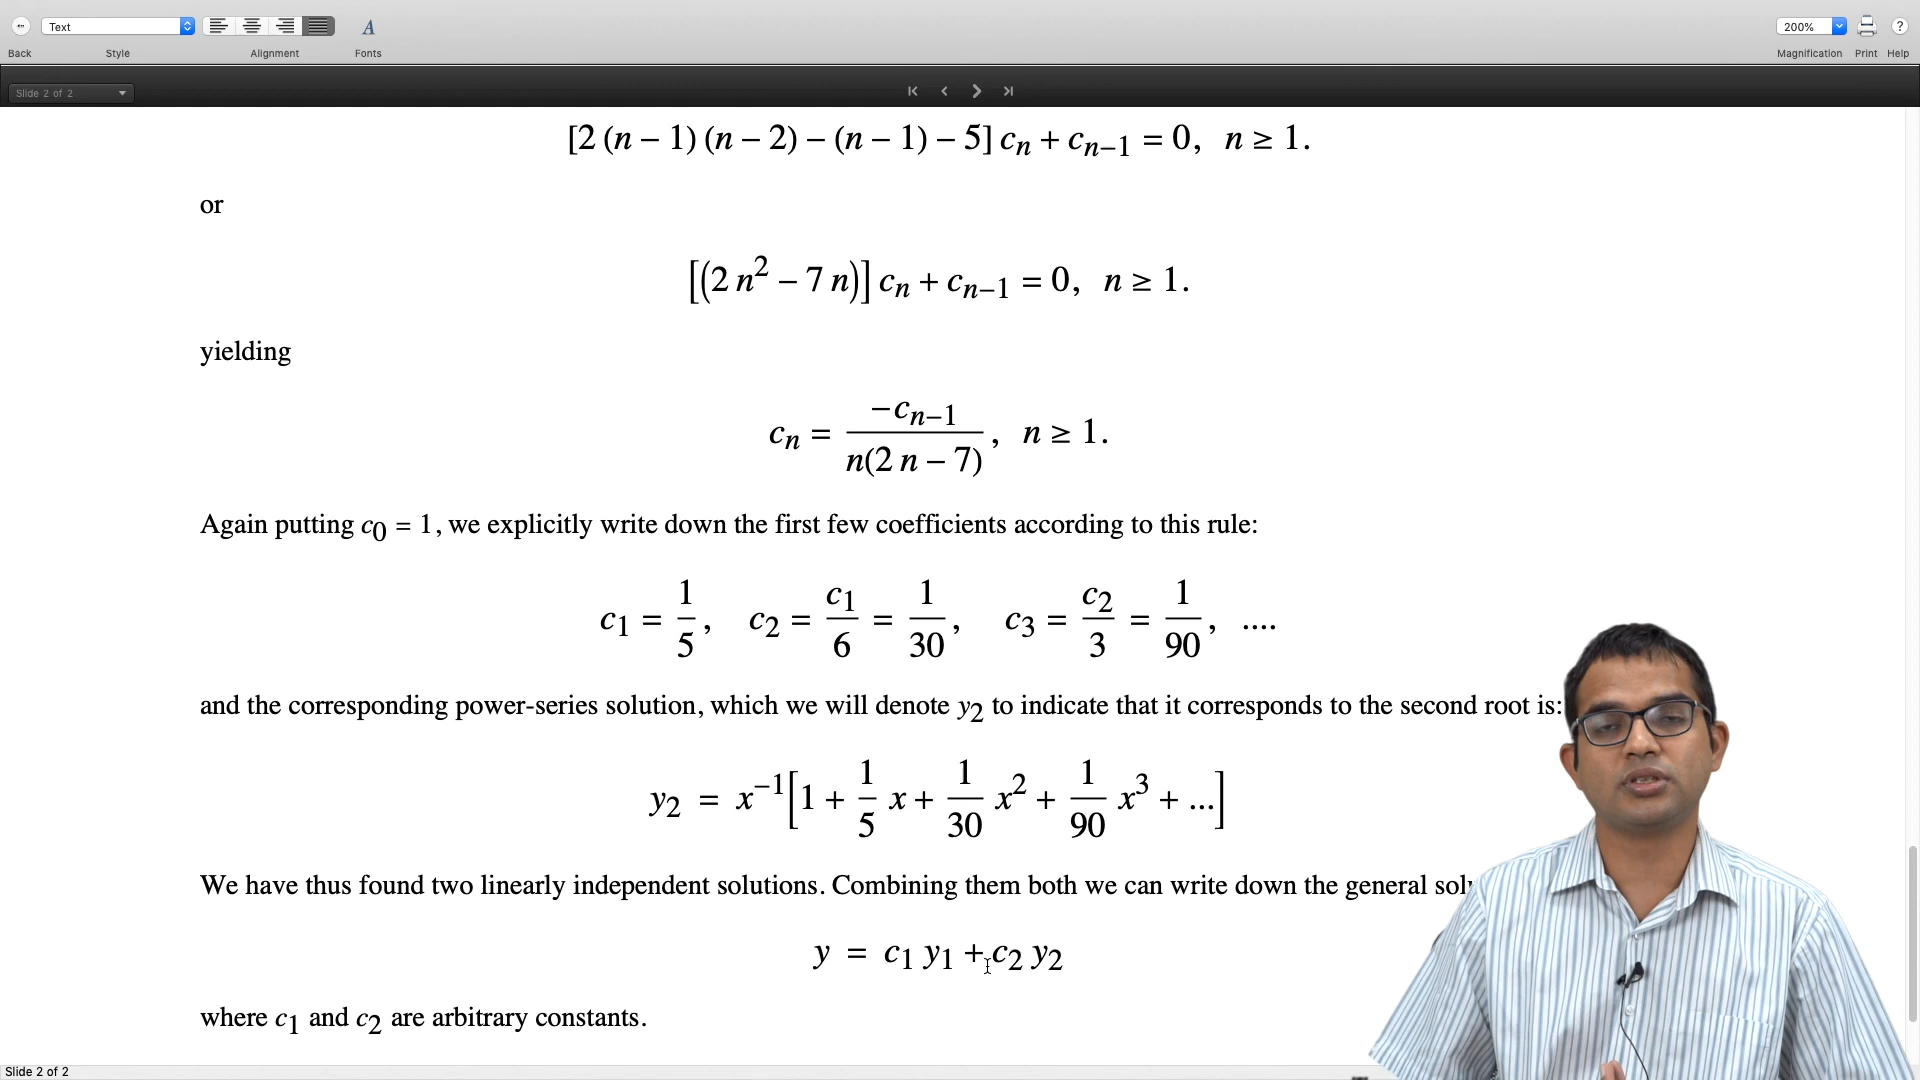 Text
200%
?
Back Style Alignment Fonts Magnification Print Help
Slide 2 of 2
[2 (n − 1) (n − 2) − (n − 1) − 5] cₙ + cₙ₋₁ = 0, n ≥ 1.
or
[(2 n² − 7 n)] cₙ + cₙ₋₁ = 0, n ≥ 1.
yielding
cₙ = −cₙ₋₁ / n(2 n − 7), n ≥ 1.
Again putting c₀ = 1, we explicitly write down the first few coefficients according to this rule:
c₁ = 1/5, c₂ = c₁/6 = 1/30, c₃ = c₂/3 = 1/90, ....
and the corresponding power-series solution, which we will denote y₂ to indicate that it corresponds to the second root is:
y₂ = x⁻¹[1 + 1/5 x + 1/30 x² + 1/90 x³ + ...]
We have thus found two linearly independent solutions. Combining them both we can write down the general
y = c₁ y₁ + c₂ y₂
where c₁ and c₂ are arbitrary constants.
Slide 2 of 2